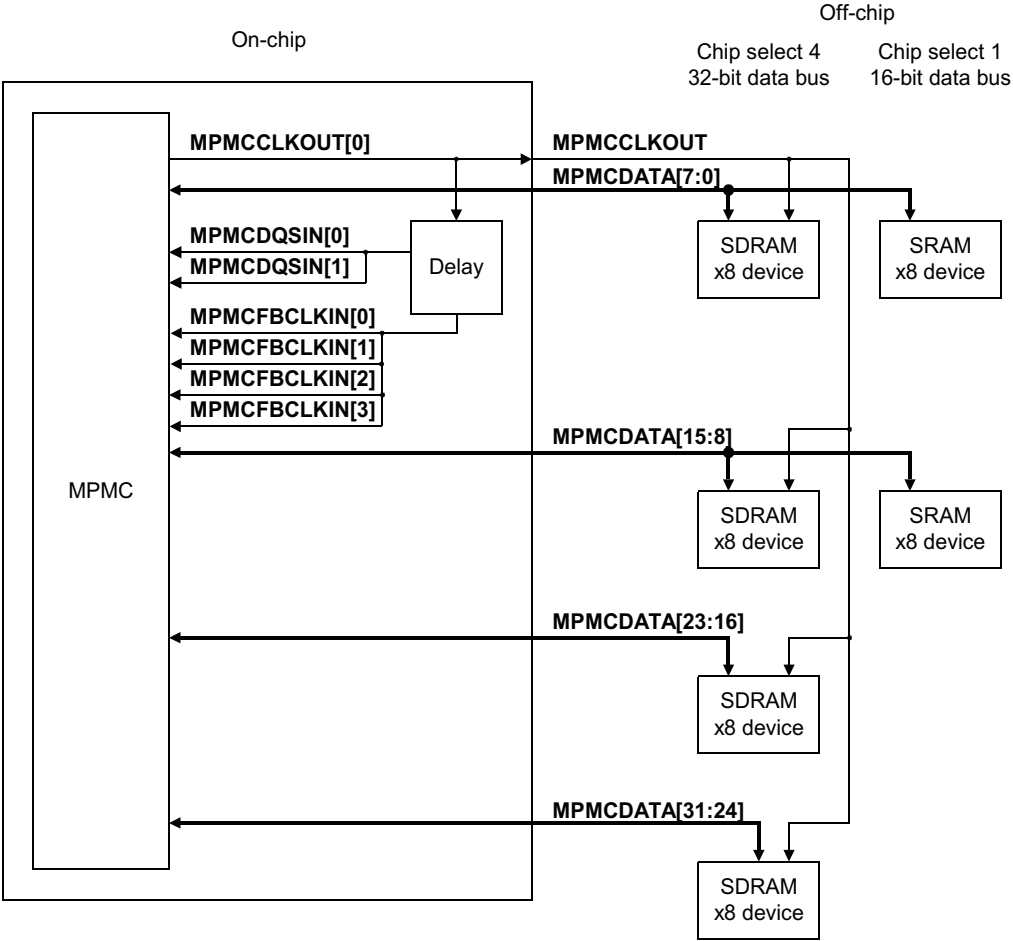 Off-chip
On-chip
Chip select 4
32-bit data bus
Chip select 1
16-bit data bus
MPMCCLKOUT[0]
MPMCCLKOUT
MPMCDATA[7:0]
MPMCDQSIN[0]
MPMCDQSIN[1]
Delay
SDRAM
x8 device
SRAM
x8 device
MPMCFBCLKIN[0]
MPMCFBCLKIN[1]
MPMCFBCLKIN[2]
MPMCFBCLKIN[3]
MPMCDATA[15:8]
MPMC
SDRAM
x8 device
SRAM
x8 device
MPMCDATA[23:16]
SDRAM
x8 device
MPMCDATA[31:24]
SDRAM
x8 device